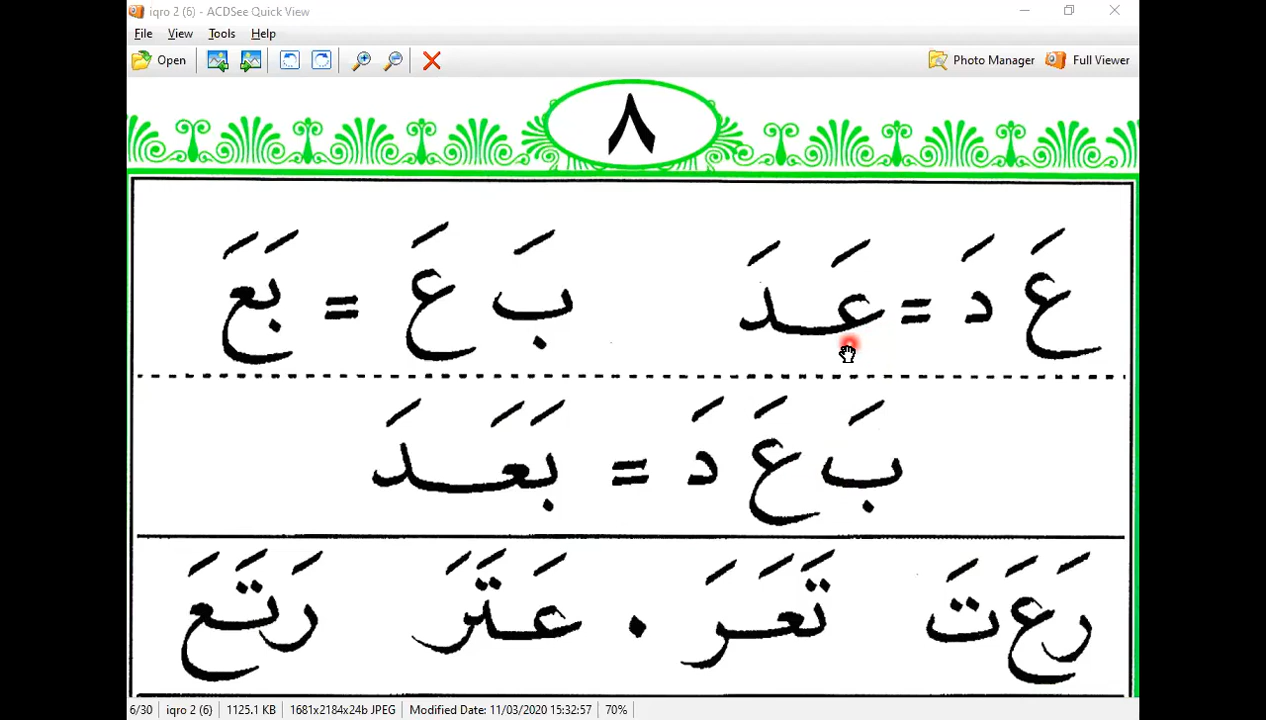 iqro 2 (6) - ACDSee Quick View
File View Tools Help
Open Photo Manager Full Viewer
٨
عَ دَ = عَدَ بَ عَ = بَعَ
بَ عَ دَ = بَعَدَ
رَعَ تَ تَعَرَ . عَتَرَ رَتَعَ
6/30 iqro 2 (6) 1125.1 KB 1681x2184x24b JPEG Modified Date: 11/03/2020 15:32:57 70%